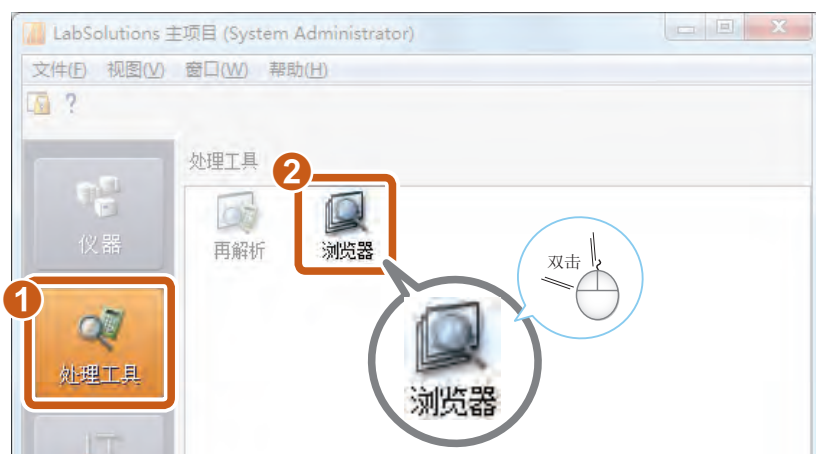 LabSolutions 主项目 (System Administrator)
文件(F) 视图(V) 窗口(W) 帮助(H)
?
处理工具
2
仪器
再解析
浏览器
双击
1
处理工具
浏览器